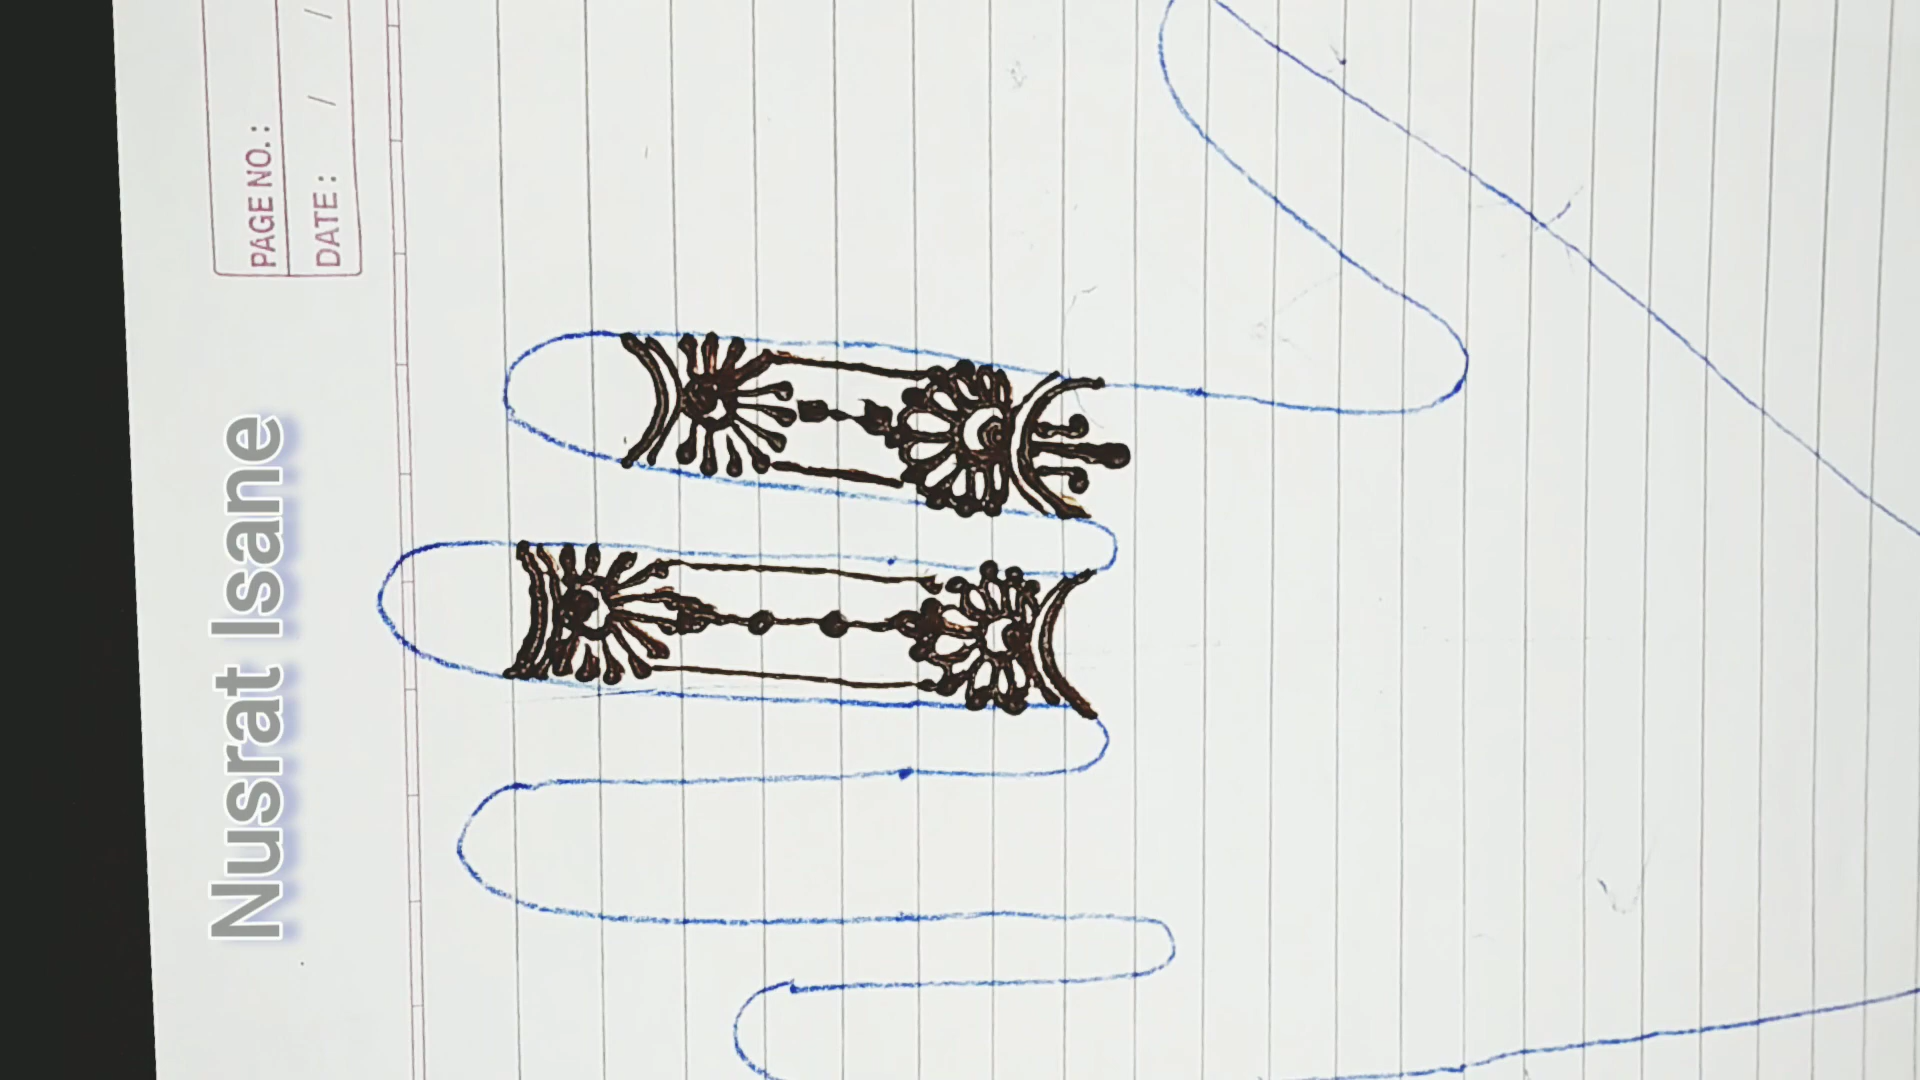 PAGE NO.:
DATE: / /
Nusrat Isane